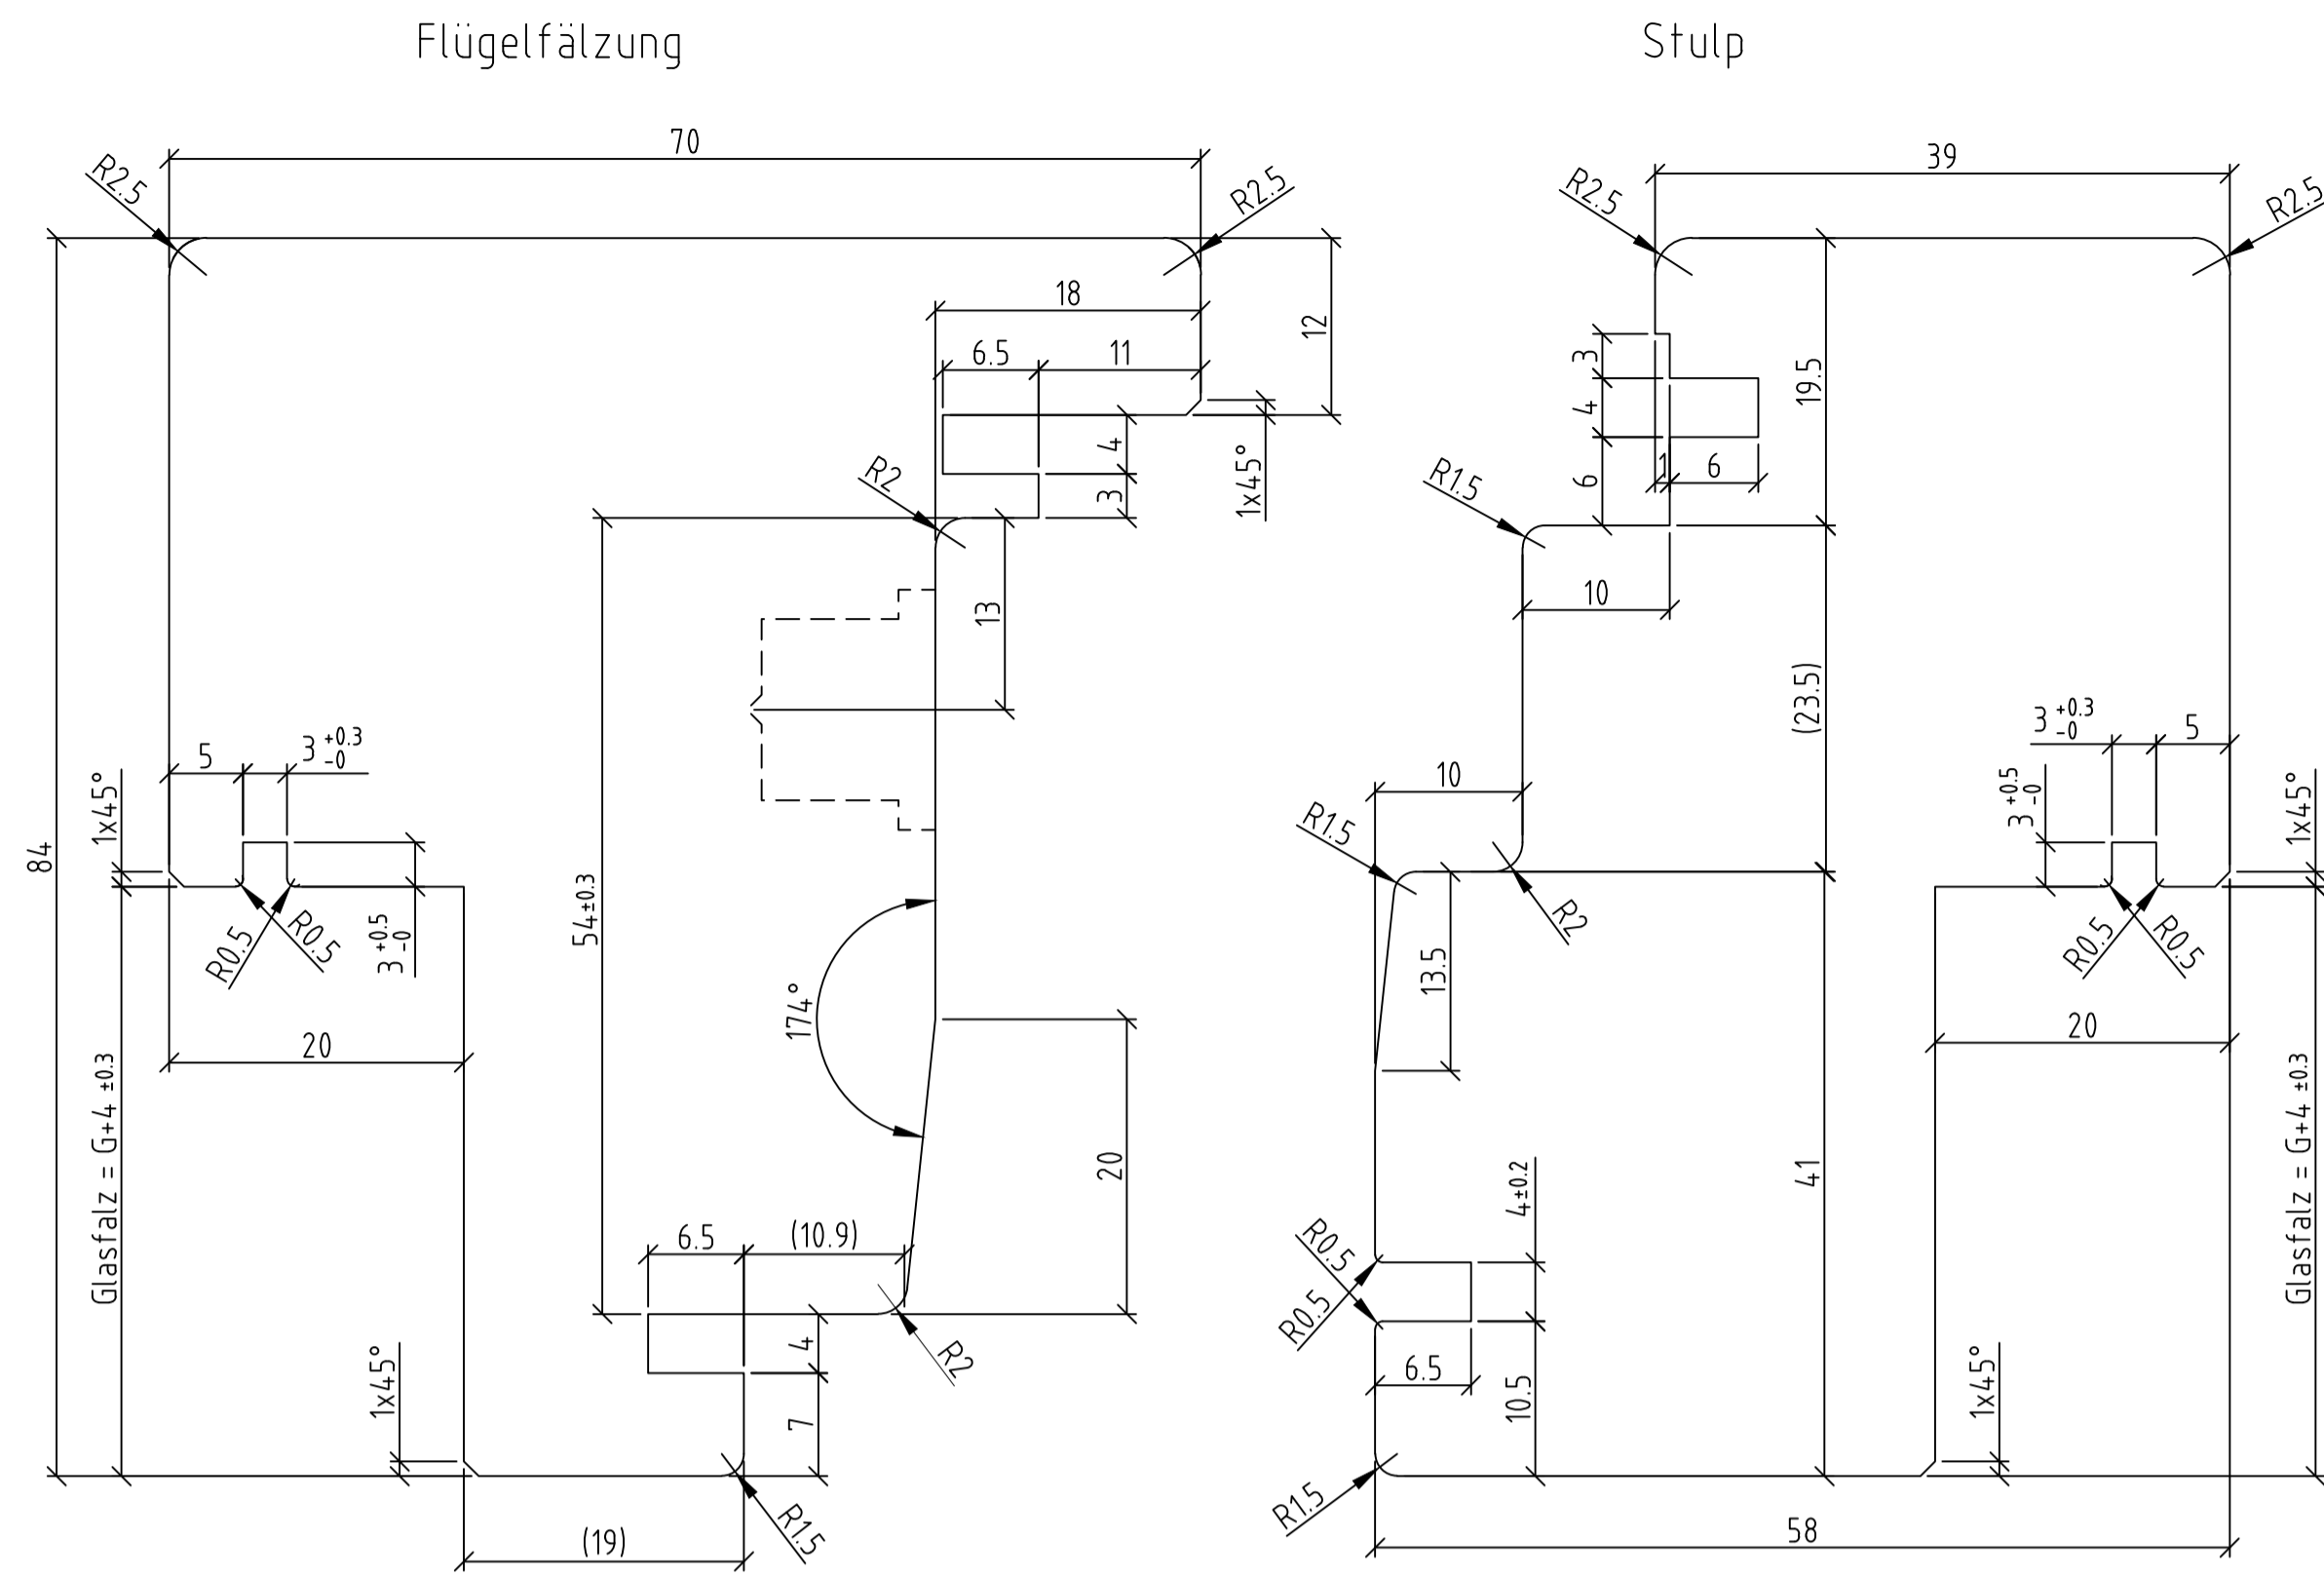 Flügelfälzung
Stulp
70
39
R2.5
R2.5
R2.5
R2.5
18
12
6.5
11
3
19.5
4
4
R2
1x45°
3
6
1
6
R1.5
13
10
(23.5)
5
3 +0.3 -0
3 +0.3 -0
5
1x45°
3 +0.5 -0
1x45°
10
R1.5
84
54±0.3
R0.5
R0.5
3 +0.5 -0
R2
13.5
R0.5
R0.5
174°
20
20
Glasfalz = G+4 ±0.3
20
4±0.2
41
Glasfalz = G+4 ±0.3
6.5
(10.9)
R0.5
R0.5
4
R2
6.5
1x45°
7
10.5
1x45°
R1.5
R1.5
(19)
58